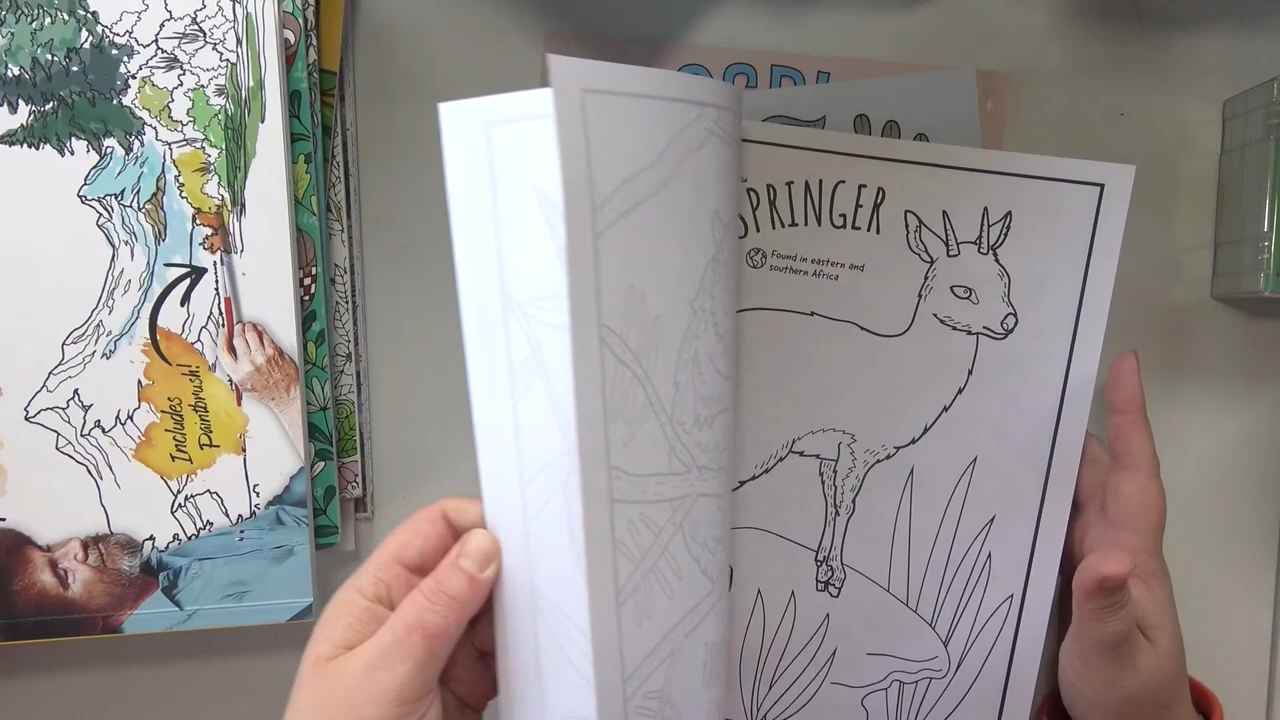 Includes
Paintbrush!
SPRINGER
Found in eastern and
southern Africa